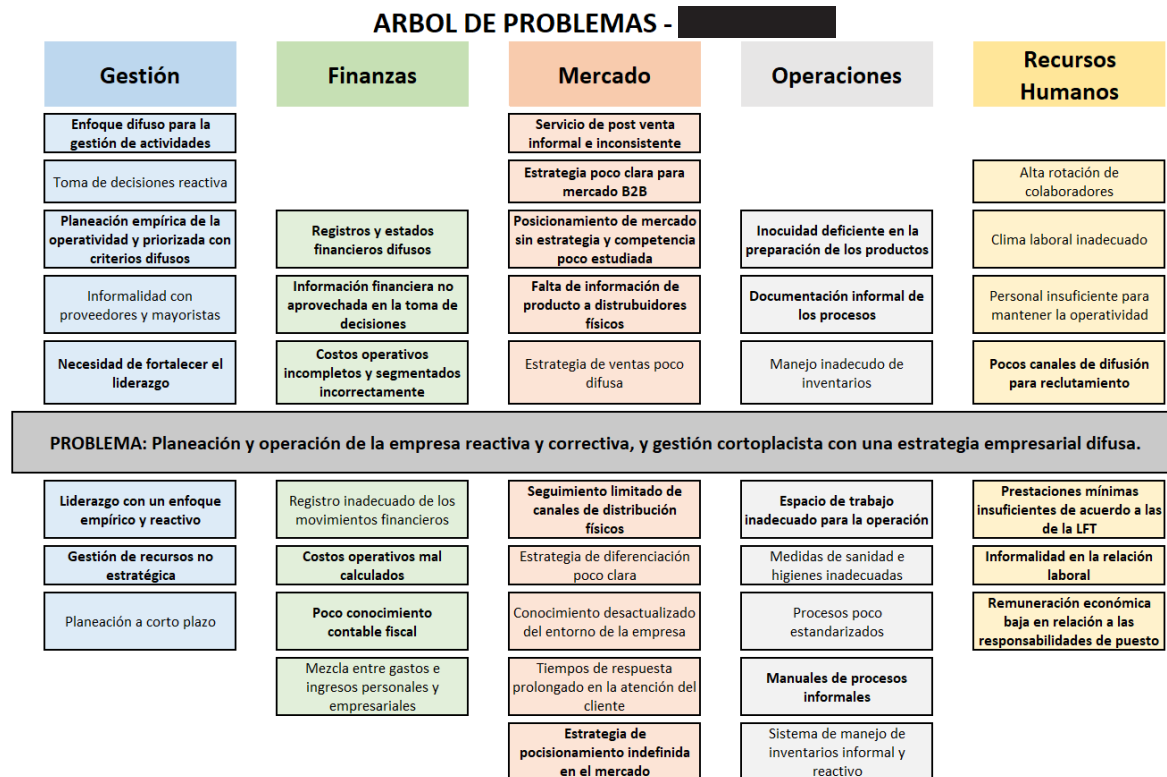 ARBOL DE PROBLEMAS -
Gestión
Finanzas
Mercado
Operaciones
Recursos
Humanos
Enfoque difuso para la
gestión de actividades
Toma de decisiones reactiva
Planeación empírica de la
operatividad y priorizada con
criterios difusos
Informalidad con
proveedores y mayoristas
Necesidad de fortalecer el
liderazgo
Registros y estados
financieros difusos
Información financiera no
aprovechada en la toma de
decisiones
Costos operativos
incompletos y segmentados
incorrectamente
Servicio de post venta
informal e inconsistente
Estrategia poco clara para
mercado B2B
Posicionamiento de mercado
sin estrategia y competencia
poco estudiada
Falta de información de
producto a distrubuidores
físicos
Estrategia de ventas poco
difusa
Inocuidad deficiente en la
preparación de los productos
Documentación informal de
los procesos
Manejo inadecudo de
inventarios
Alta rotación de
colaboradores
Clima laboral inadecuado
Personal insuficiente para
mantener la operatividad
Pocos canales de difusión
para reclutamiento
PROBLEMA: Planeación y operación de la empresa reactiva y correctiva, y gestión cortoplacista con una estrategia empresarial difusa.
Liderazgo con un enfoque
empírico y reactivo
Gestión de recursos no
estratégica
Planeación a corto plazo
Registro inadecuado de los
movimientos financieros
Costos operativos mal
calculados
Poco conocimiento
contable fiscal
Mezcla entre gastos e
ingresos personales y
empresariales
Seguimiento limitado de
canales de distribución
físicos
Estrategia de diferenciación
poco clara
Conocimiento desactualizado
del entorno de la empresa
Tiempos de respuesta
prolongado en la atención del
cliente
Estrategia de
pocisionamiento indefinida
en el mercado
Espacio de trabajo
inadecuado para la operación
Medidas de sanidad e
higienes inadecuadas
Procesos poco
estandarizados
Manuales de procesos
informales
Sistema de manejo de
inventarios informal y
reactivo
Prestaciones mínimas
insuficientes de acuerdo a las
de la LFT
Informalidad en la relación
laboral
Remuneración económica
baja en relación a las
responsabilidades de puesto